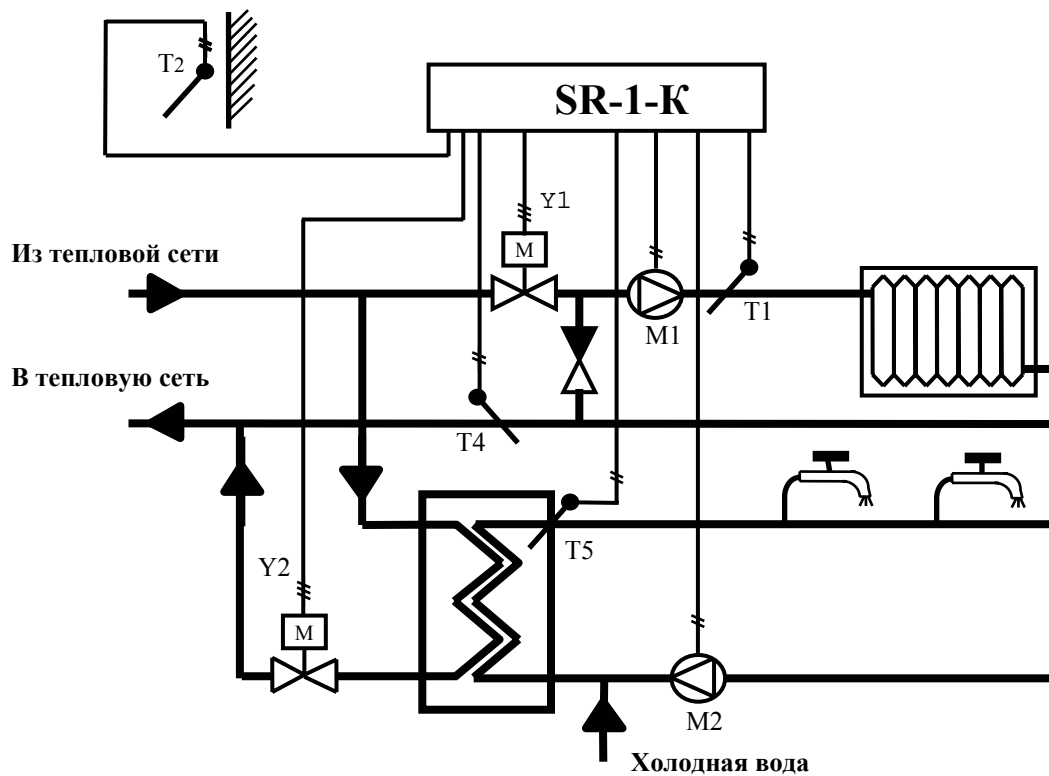 T2
SR-1-К
Y1
Из тепловой сети
M
T1
M1
В тепловую сеть
T4
T5
Y2
M
M2
Холодная вода